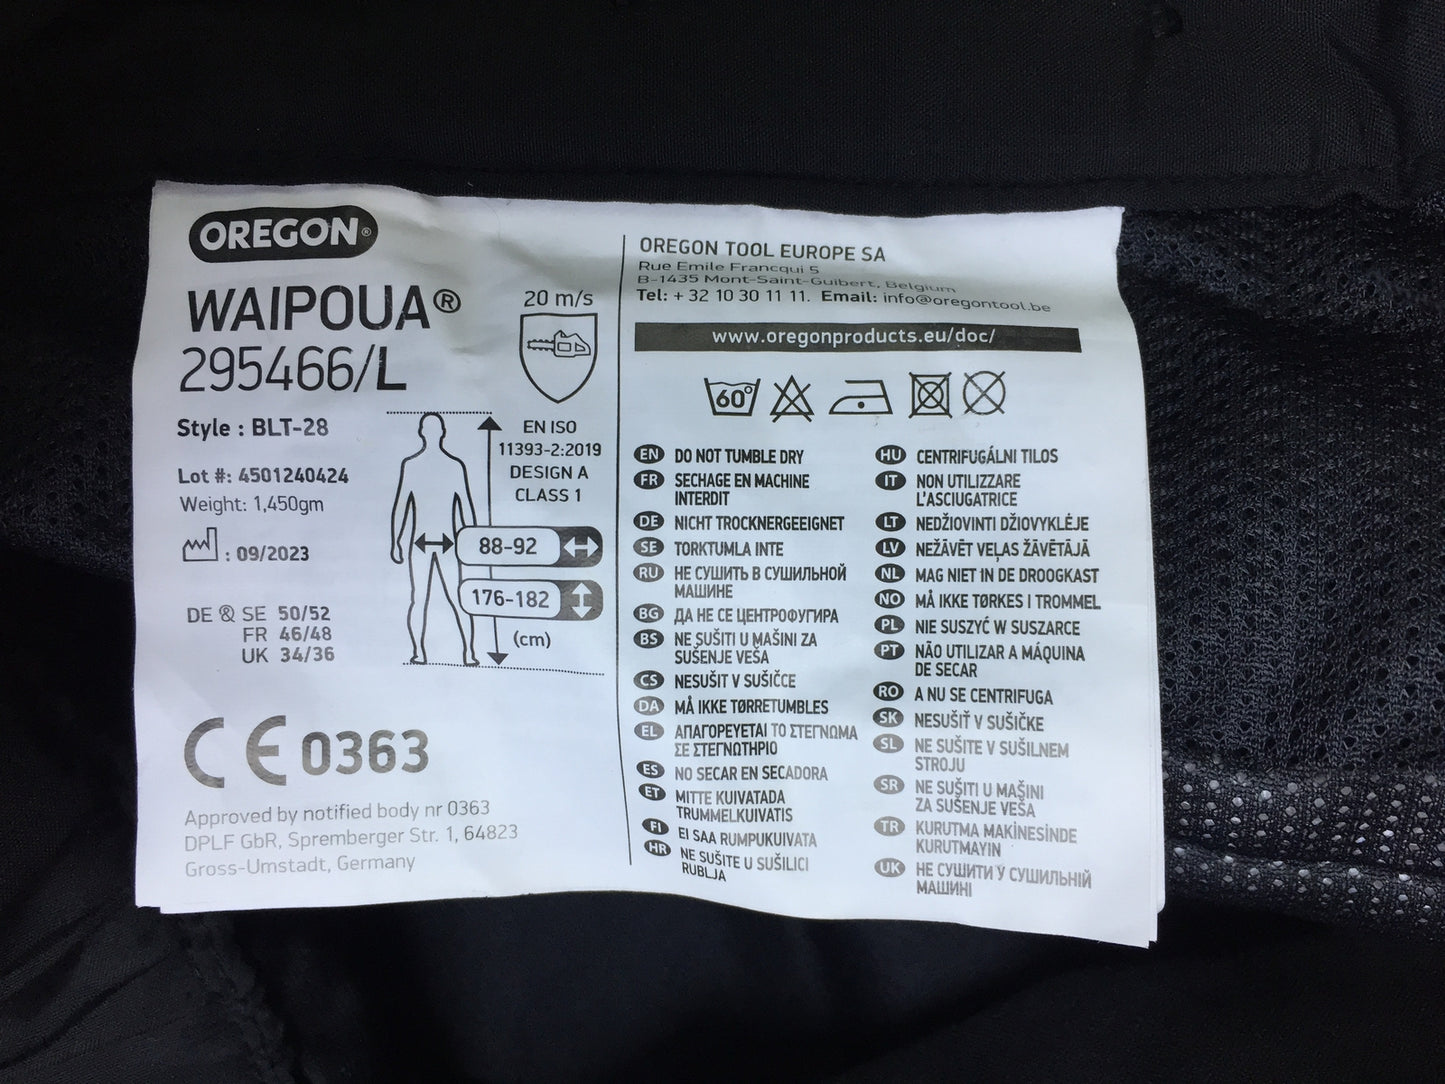 OREGON®
WAIPOUA®
295466/L
Style : BLT-28
Lot #: 4501240424
Weight: 1,450gm
: 09/2023
DE & SE 50/52
FR 46/48
UK 34/36
20 m/s
EN ISO
11393-2:2019
DESIGN A
CLASS 1
88-92
176-182
(cm)
CE 0363
Approved by notified body nr 0363
DPLF GbR, Spremberger Str. 1, 64823
Gross-Umstadt, Germany
OREGON TOOL EUROPE SA
Rue Emile Francqui 5
B-1435 Mont-Saint-Guibert, Belgium
Tel: + 32 10 30 11 11. Email: info@oregontool.be
www.oregonproducts.eu/doc/
60°
EN DO NOT TUMBLE DRY
FR SECHAGE EN MACHINE
INTERDIT
DE NICHT TROCKNERGEEIGNET
SE TORKTUMLA INTE
RU НЕ СУШИТЬ В СУШИЛЬНОЙ
МАШИНЕ
BG ДА НЕ СЕ ЦЕНТРОФУГИРА
BS NE SUŠITI U MAŠINI ZA
SUŠENJE VEŠA
CS NESUŠIT V SUŠIČCE
DA MÅ IKKE TØRRETUMBLES
EL ΑΠΑΓΟΡΕΥΕΤΑΙ ΤΟ ΣΤΕΓΝΩΜΑ
ΣΕ ΣΤΕΓΝΩΤΗΡΙΟ
ES NO SECAR EN SECADORA
ET MITTE KUIVATADA
TRUMMELKUIVATIS
FI EI SAA RUMPUKUIVATA
HR NE SUŠITE U SUŠILICI
RUBLJA
HU CENTRIFUGÁLNI TILOS
IT NON UTILIZZARE
L'ASCIUGATRICE
LT NEDŽIOVINTI DŽIOVYKLĖJE
LV NEŽĀVĒT VEĻAS ŽĀVĒTĀJĀ
NL MAG NIET IN DE DROOGKAST
NO MÅ IKKE TØRKES I TROMMEL
PL NIE SUSZYĆ W SUSZARCE
PT NÃO UTILIZAR A MÁQUINA
DE SECAR
RO A NU SE CENTRIFUGA
SK NESUŠIŤ V SUŠIČKE
SL NE SUŠITE V SUŠILNEM
STROJU
SR NE SUŠITI U MAŠINI
ZA SUŠENJE VEŠA
TR KURUTMA MAKİNESİNDE
KURUTMAYIN
UK НЕ СУШИТИ У СУШИЛЬНІЙ
МАШИНІ